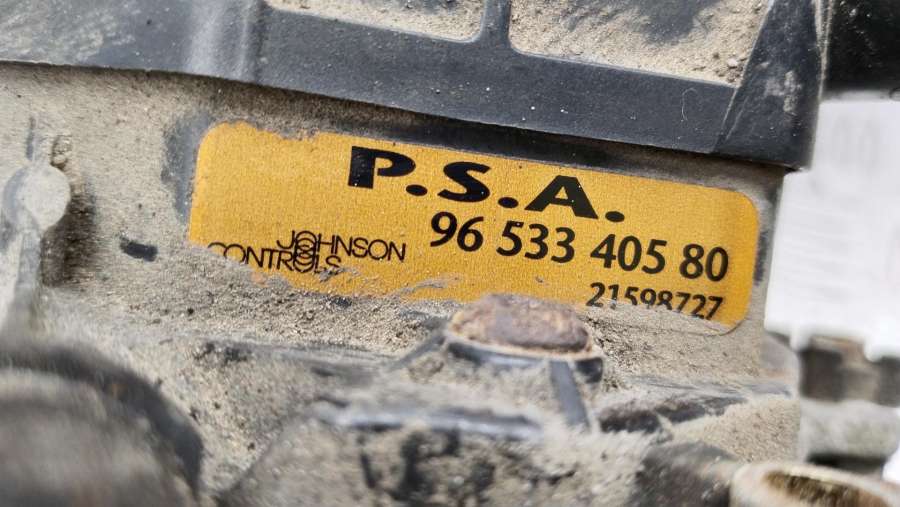 P.S.A.
96 533 405 80
JOHNSON
CONTROLS
21598727